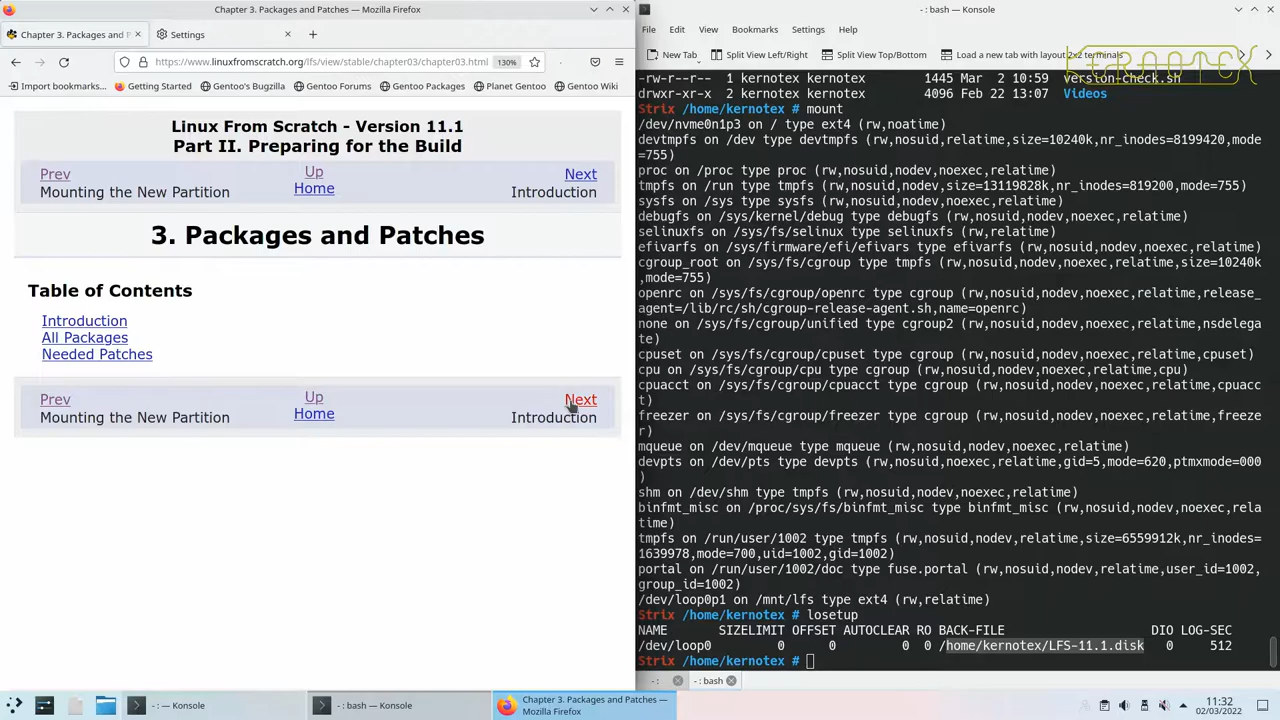 Chapter 3. Packages and Patches — Mozilla Firefox
Chapter 3. Packages and P
Settings
https://www.linuxfromscratch.org/lfs/view/stable/chapter03/chapter03.html
130%
Import bookmarks...
Getting Started
Gentoo's Bugzilla
Gentoo Forums
Gentoo Packages
Planet Gentoo
Gentoo Wiki
Linux From Scratch - Version 11.1
Part II. Preparing for the Build
Prev
Up
Next
Mounting the New Partition
Home
Introduction
3. Packages and Patches
Table of Contents
Introduction
All Packages
Needed Patches
Prev
Up
Next
Mounting the New Partition
Home
Introduction
- : bash — Konsole
File Edit View Bookmarks Settings Help
New Tab
Split View Left/Right
Split View Top/Bottom
Load a new tab with layout 2x2 terminals
KERNOTEX
-rw-r--r-- 1 kernotex kernotex 1445 Mar 2 10:59 version-check.sh
drwxr-xr-x 2 kernotex kernotex 4096 Feb 22 13:07 Videos
Strix /home/kernotex # mount
/dev/nvme0n1p3 on / type ext4 (rw,noatime)
devtmpfs on /dev type devtmpfs (rw,nosuid,relatime,size=10240k,nr_inodes=8199420,mode
=755)
proc on /proc type proc (rw,nosuid,nodev,noexec,relatime)
tmpfs on /run type tmpfs (rw,nosuid,nodev,size=13119828k,nr_inodes=819200,mode=755)
sysfs on /sys type sysfs (rw,nosuid,nodev,noexec,relatime)
debugfs on /sys/kernel/debug type debugfs (rw,nosuid,nodev,noexec,relatime)
selinuxfs on /sys/fs/selinux type selinuxfs (rw,nosuid,noexec,relatime)
efivarfs on /sys/firmware/efi/efivars type efivarfs (rw,nosuid,nodev,noexec,relatime)
cgroup_root on /sys/fs/cgroup type tmpfs (rw,nosuid,nodev,noexec,relatime,size=10240k
,mode=755)
openrc on /sys/fs/cgroup/openrc type cgroup (rw,nosuid,nodev,noexec,relatime,release_
agent=/lib/rc/sh/cgroup-release-agent.sh,name=openrc)
none on /sys/fs/cgroup/unified type cgroup2 (rw,nosuid,nodev,noexec,relatime,nsdelega
te)
cpuset on /sys/fs/cgroup/cpuset type cgroup (rw,nosuid,nodev,noexec,relatime,cpuset)
cpu on /sys/fs/cgroup/cpu type cgroup (rw,nosuid,nodev,noexec,relatime,cpu)
cpuacct on /sys/fs/cgroup/cpuacct type cgroup (rw,nosuid,nodev,noexec,relatime,cpuacc
t)
freezer on /sys/fs/cgroup/freezer type cgroup (rw,nosuid,nodev,noexec,relatime,freeze
r)
mqueue on /dev/mqueue type mqueue (rw,nosuid,nodev,noexec,relatime)
devpts on /dev/pts type devpts (rw,nosuid,noexec,relatime,gid=5,mode=620,ptmxmode=000
)
shm on /dev/shm type tmpfs (rw,nosuid,nodev,noexec,relatime)
binfmt_misc on /proc/sys/fs/binfmt_misc type binfmt_misc (rw,nosuid,nodev,noexec,rela
time)
tmpfs on /run/user/1002 type tmpfs (rw,nosuid,nodev,relatime,size=6559912k,nr_inodes=
1639978,mode=700,uid=1002,gid=1002)
portal on /run/user/1002/doc type fuse.portal (rw,nosuid,nodev,relatime,user_id=1002,
group_id=1002)
/dev/loop0p1 on /mnt/lfs type ext4 (rw,relatime)
Strix /home/kernotex # losetup
NAME SIZELIMIT OFFSET AUTOCLEAR RO BACK-FILE DIO LOG-SEC
/dev/loop0 0 0 0 0 /home/kernotex/LFS-11.1.disk 0 512
Strix /home/kernotex #
- :
- : bash
- : — Konsole
- : bash — Konsole
Chapter 3. Packages and Patches —
Mozilla Firefox
11:32
02/03/2022